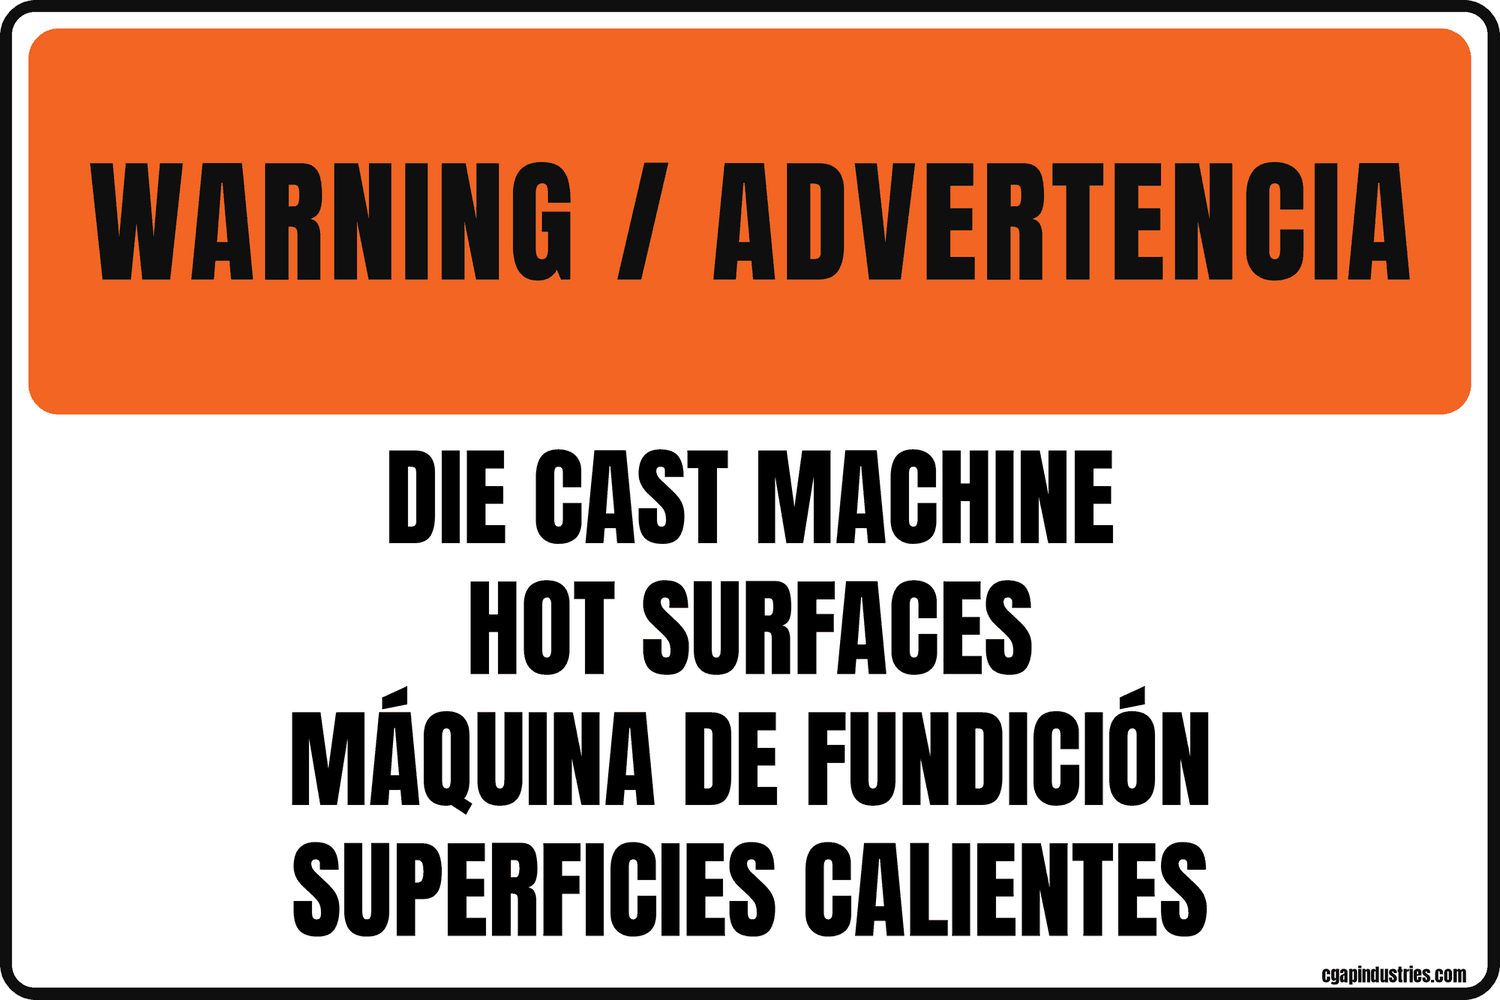 WARNING / ADVERTENCIA
DIE CAST MACHINE
HOT SURFACES
MÁQUINA DE FUNDICIÓN
SUPERFICIES CALIENTES
cgapindustries.com